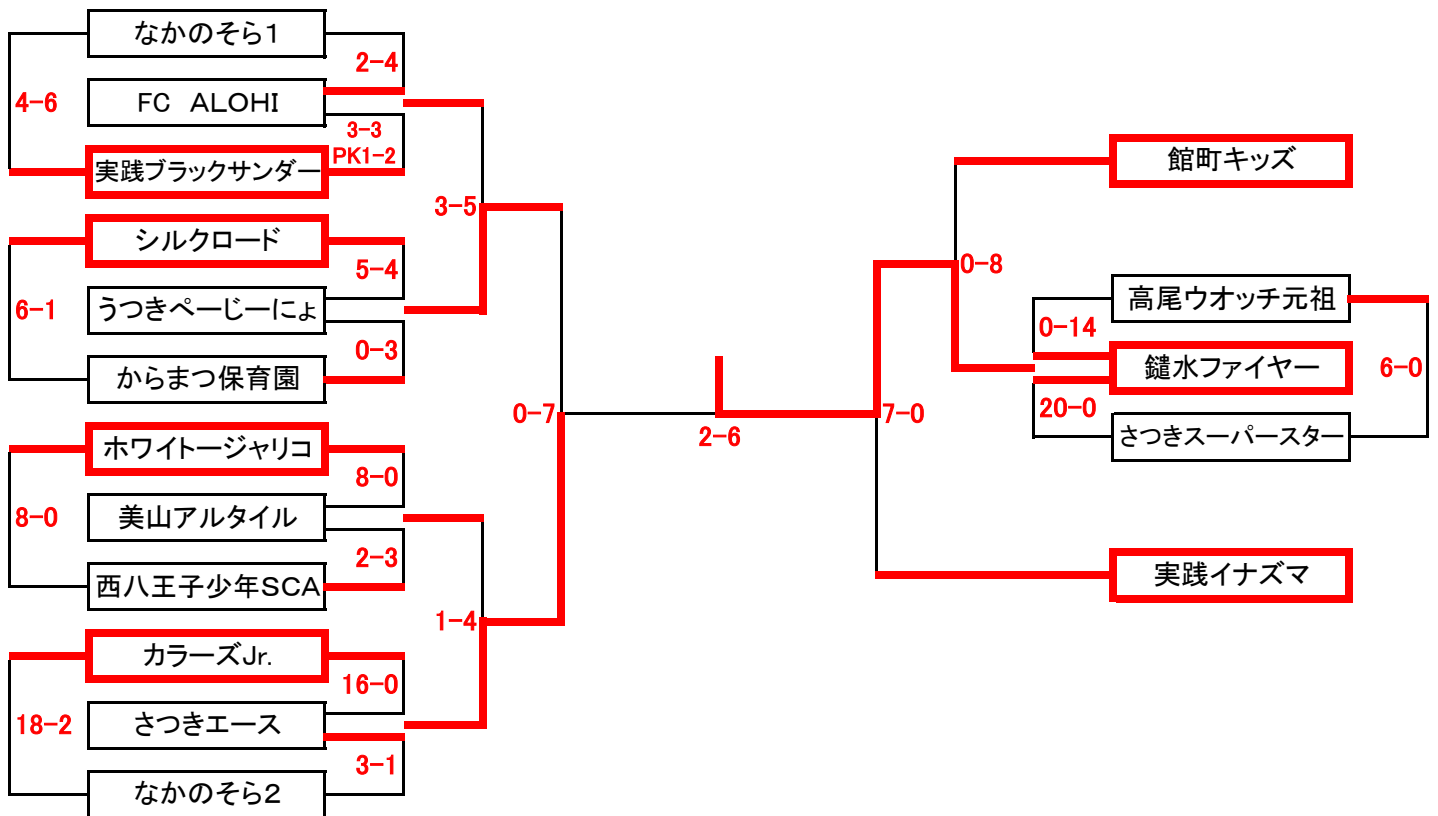 なかのそら1
2-4
4-6
FC ALOHI
3-3
PK1-2
実践ブラックサンダー
3-5
シルクロード
5-4
6-1
うつきぺーじーにょ
0-3
からまつ保育園
0-7
ホワイトージャリコ
8-0
8-0
美山アルタイル
2-3
西八王子少年SCA
1-4
カラーズJr.
16-0
18-2
さつきエース
3-1
なかのそら2
2-6
館町キッズ
0-8
高尾ウオッチ元祖
0-14
鑓水ファイヤー
6-0
20-0
7-0
さつきスーパースター
実践イナズマ